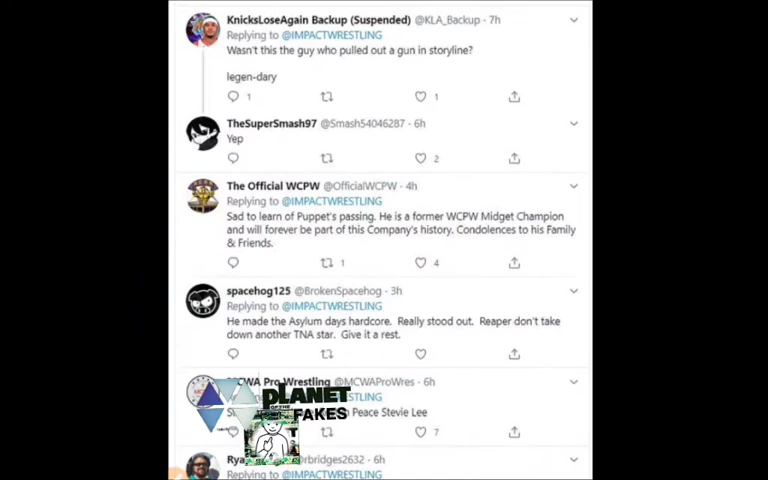 KnicksLoseAgain Backup (Suspended) @KLA_Backup · 7h
Replying to @IMPACTWRESTLING
Wasn't this the guy who pulled out a gun in storyline?
legen-dary
1 1
TheSuperSmash97 @Smash54046287 · 6h
Yep
2
The Official WCPW @OfficialWCPW · 4h
Replying to @IMPACTWRESTLING
Sad to learn of Puppet's passing. He is a former WCPW Midget Champion
and will forever be part of this Company's history. Condolences to his Family
& Friends.
1 4
spacehog125 @BrokenSpacehog · 3h
Replying to @IMPACTWRESTLING
He made the Asylum days hardcore. Really stood out. Reaper don't take
down another TNA star. Give it a rest.
Pro Wrestling @MCWAProWres · 6h
PLANET
OF THE
FAKES
Peace Stevie Lee
7
rbridges2632 · 6h
Replying to @IMPACTWRESTLING